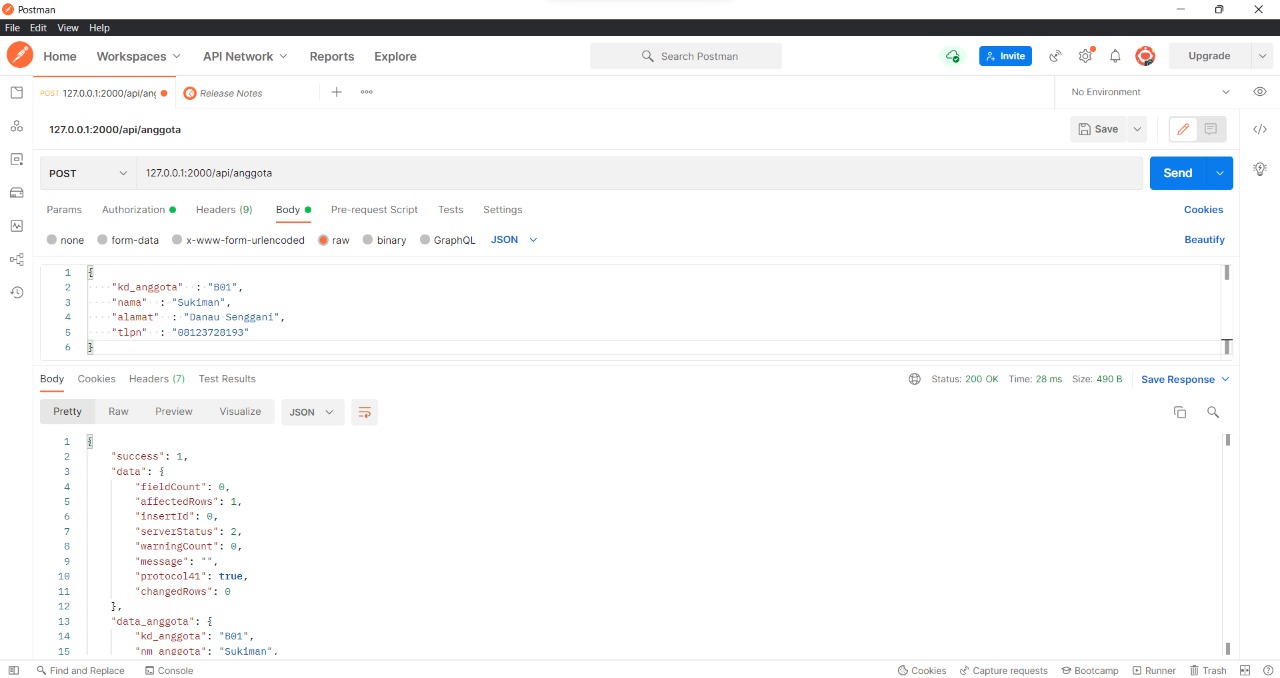 Postman
File Edit View Help
Home Workspaces API Network Reports Explore Search Postman Invite Upgrade
POST 127.0.0.1:2000/api/ang Release Notes No Environment
127.0.0.1:2000/api/anggota Save
POST 127.0.0.1:2000/api/anggota Send
Params Authorization Headers (9) Body Pre-request Script Tests Settings Cookies
none form-data x-www-form-urlencoded raw binary GraphQL JSON Beautify
1 {
2 "kd_anggota" : "B01",
3 "nama" : "Sukiman",
4 "alamat" : "Danau Senggani",
5 "tlpn" : "08123728193"
6 }
Body Cookies Headers (7) Test Results Status: 200 OK Time: 28 ms Size: 490 B Save Response
Pretty Raw Preview Visualize JSON
1 {
2 "success": 1,
3 "data": {
4 "fieldCount": 0,
5 "affectedRows": 1,
6 "insertId": 0,
7 "serverStatus": 2,
8 "warningCount": 0,
9 "message": "",
10 "protocol41": true,
11 "changedRows": 0
12 },
13 "data_anggota": {
14 "kd_anggota": "B01",
15 "nm_anggota": "Sukiman",
Find and Replace Console Cookies Capture requests Bootcamp Runner Trash